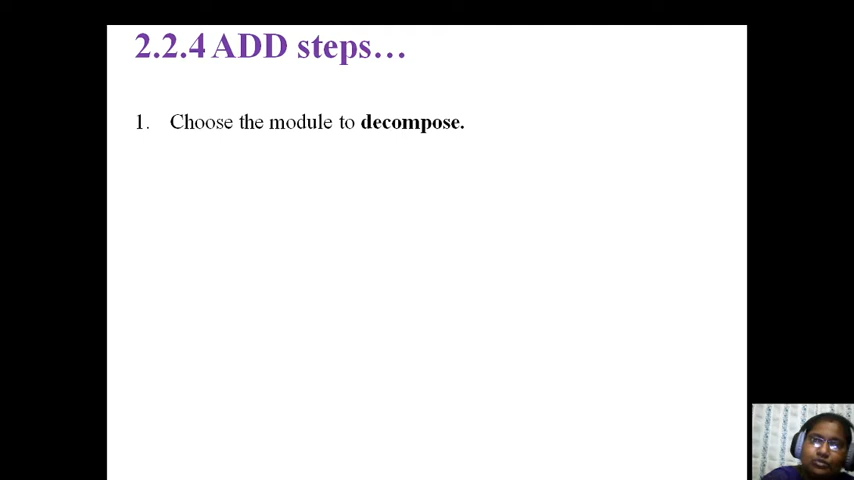 2.2.4 ADD steps…
1. Choose the module to decompose.